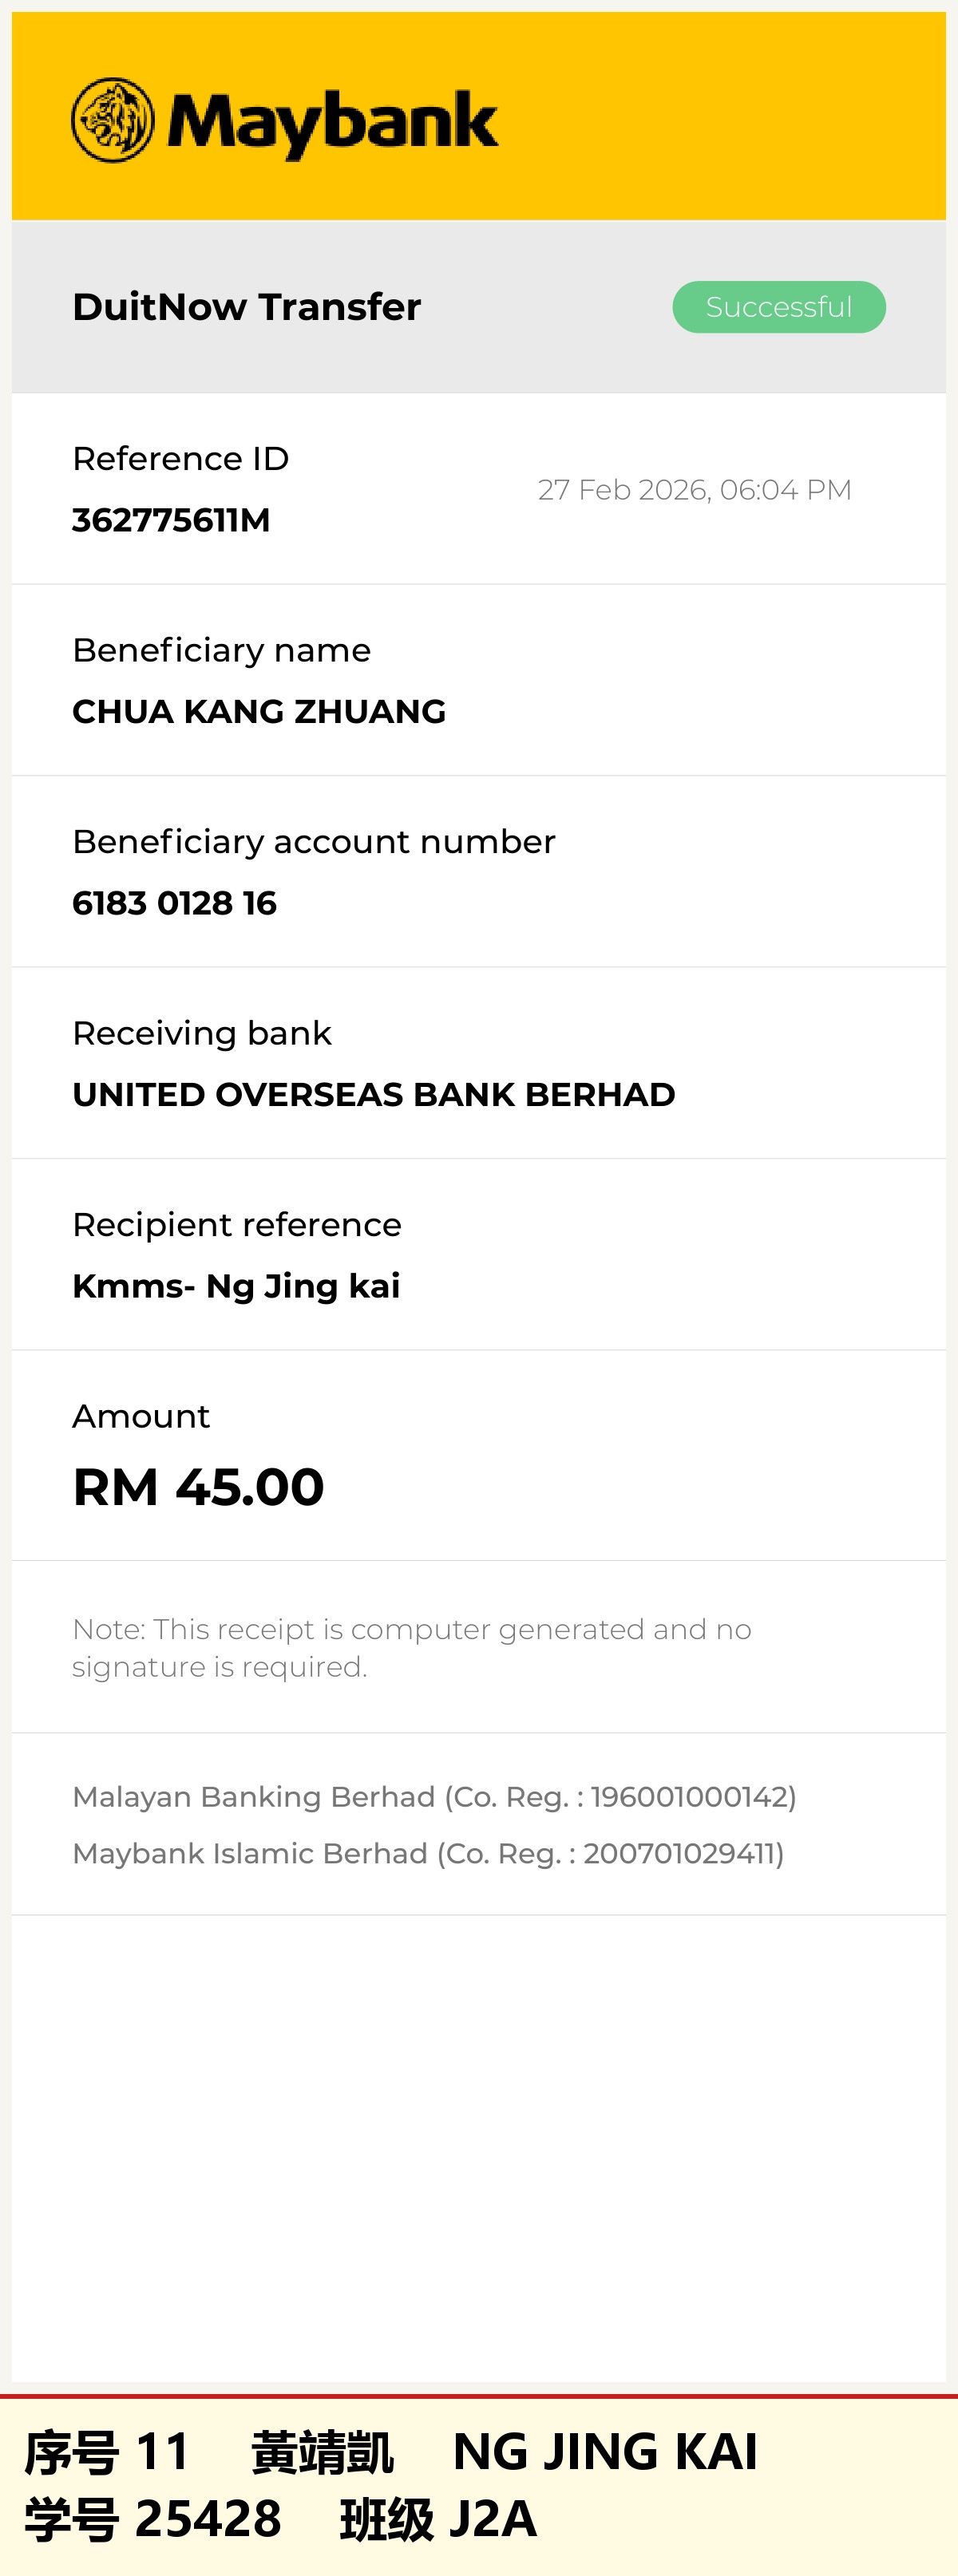 Maybank
DuitNow Transfer
Successful
Reference ID
27 Feb 2026, 06:04 PM
362775611M
Beneficiary name
CHUA KANG ZHUANG
Beneficiary account number
6183 0128 16
Receiving bank
UNITED OVERSEAS BANK BERHAD
Recipient reference
Kmms- Ng Jing kai
Amount
RM 45.00
Note: This receipt is computer generated and no
signature is required.
Malayan Banking Berhad (Co. Reg. : 196001000142)
Maybank Islamic Berhad (Co. Reg. : 200701029411)
序号 11 黃靖凱 NG JING KAI
学号 25428 班级 J2A